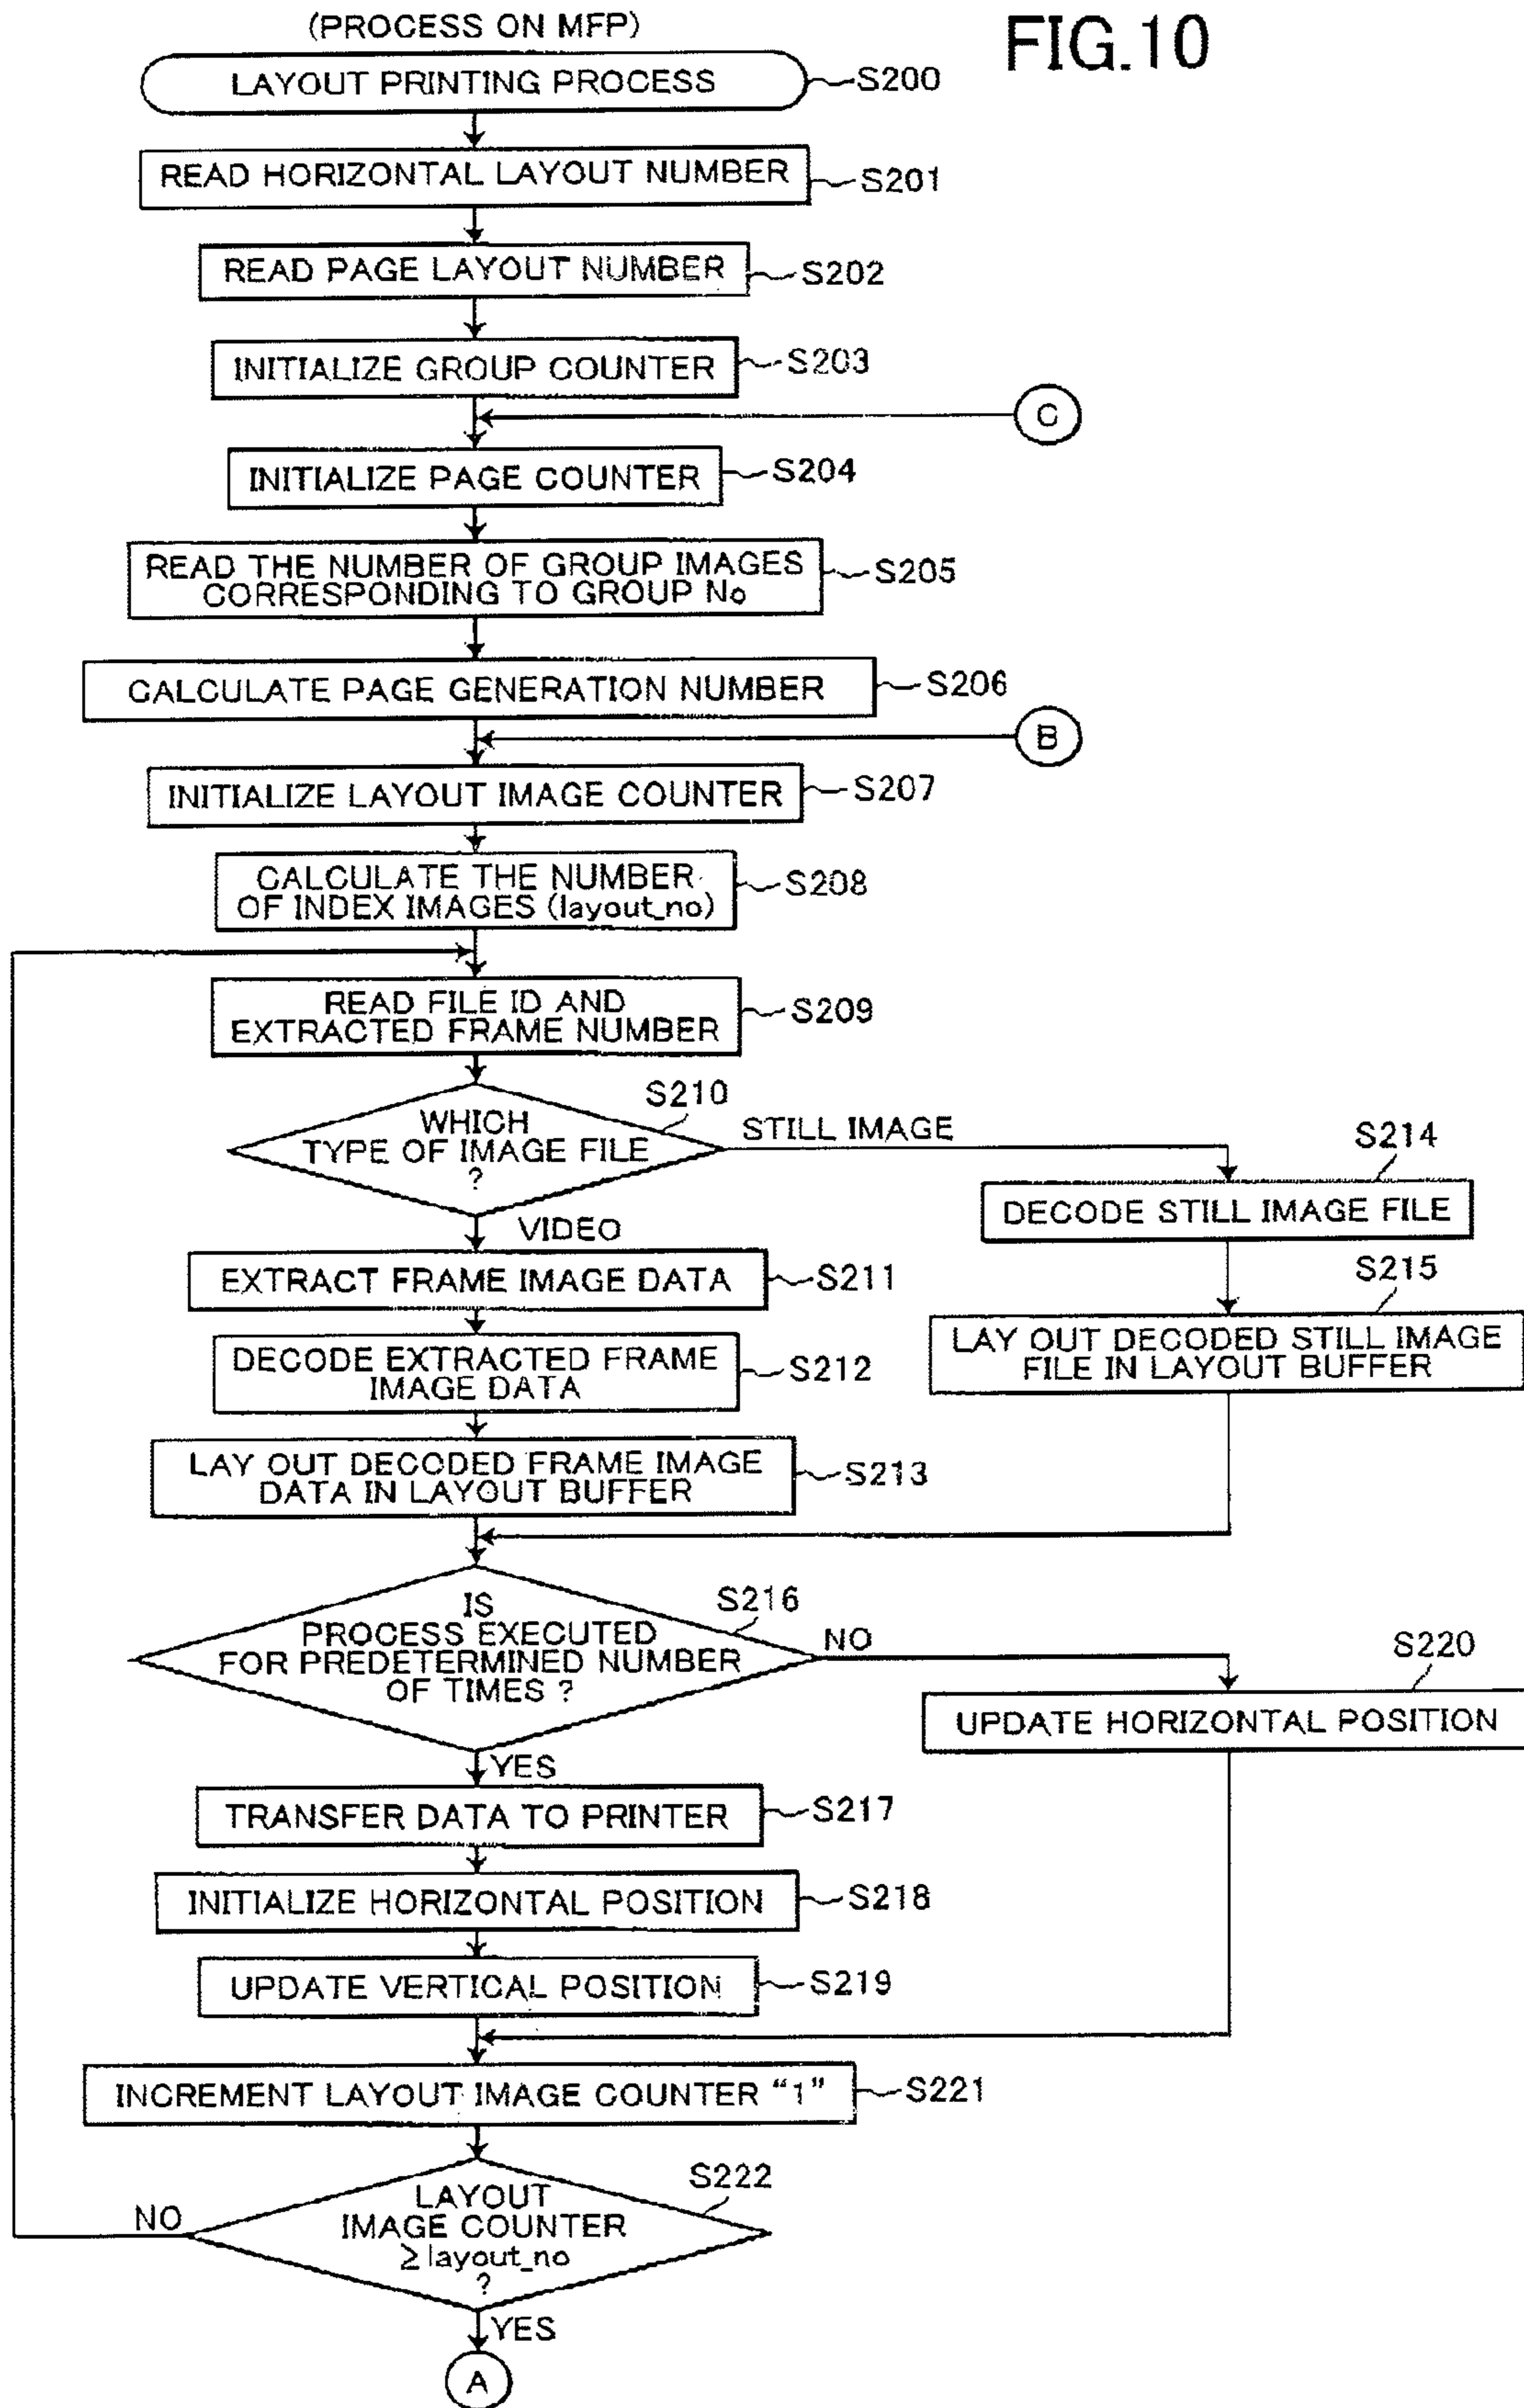 (PROCESS ON MFP)
FIG.10
LAYOUT PRINTING PROCESS
S200
READ HORIZONTAL LAYOUT NUMBER
S201
READ PAGE LAYOUT NUMBER
S202
INITIALIZE GROUP COUNTER
S203
C
INITIALIZE PAGE COUNTER
S204
READ THE NUMBER OF GROUP IMAGES
CORRESPONDING TO GROUP No
S205
CALCULATE PAGE GENERATION NUMBER
S206
B
INITIALIZE LAYOUT IMAGE COUNTER
S207
CALCULATE THE NUMBER
OF INDEX IMAGES (layout_no)
S208
READ FILE ID AND
EXTRACTED FRAME NUMBER
S209
WHICH
TYPE OF IMAGE FILE
?
S210
STILL IMAGE
VIDEO
S214
DECODE STILL IMAGE FILE
EXTRACT FRAME IMAGE DATA
S211
S215
LAY OUT DECODED STILL IMAGE
FILE IN LAYOUT BUFFER
DECODE EXTRACTED FRAME
IMAGE DATA
S212
LAY OUT DECODED FRAME IMAGE
DATA IN LAYOUT BUFFER
S213
IS
PROCESS EXECUTED
FOR PREDETERMINED NUMBER
OF TIMES ?
S216
NO
S220
UPDATE HORIZONTAL POSITION
YES
TRANSFER DATA TO PRINTER
S217
INITIALIZE HORIZONTAL POSITION
S218
UPDATE VERTICAL POSITION
S219
INCREMENT LAYOUT IMAGE COUNTER "1"
S221
LAYOUT
IMAGE COUNTER
≥ layout_no
?
S222
NO
YES
A